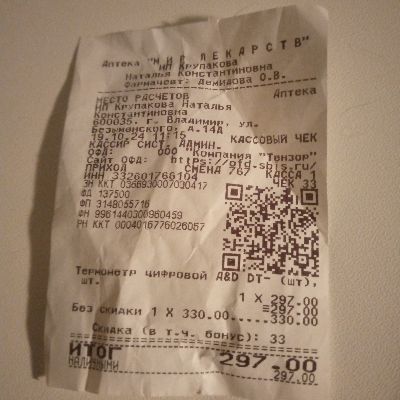 Аптека "МИР ЛЕКАРСТВ"
ИП Крупакова
Наталья Константиновна
Фармацевт: Демидова О.В.
МЕСТО РАСЧЕТОВ Аптека
ИП Крупакова Наталья
Константиновна
600035, г. Владимир, ул.
Безыменского, д.14А
19.10.24 11:15 КАССОВЫЙ ЧЕК
КАССИР СИСТ. АДМИН.
ОФД: ООО "Компания "Тензор"
Сайт ОФД: https://ofd.sbis.ru/
ПРИХОД СМЕНА 767 КАССА 1
ИНН 332601766104 ЧЕК 33
ЗН ККТ
ФД 137500
ФП 3148055716
ФН 9961440300960459
РН ККТ 0004016776026057
Термометр цифровой A&D DT- (шт),
шт.
1 X 297.00
=297.00
Без скидки 1 X 330.00.....330.00
Скидка (в т.ч. бонус): 33
ИТОГ 297.00
НАЛИЧНЫМИ 297.00